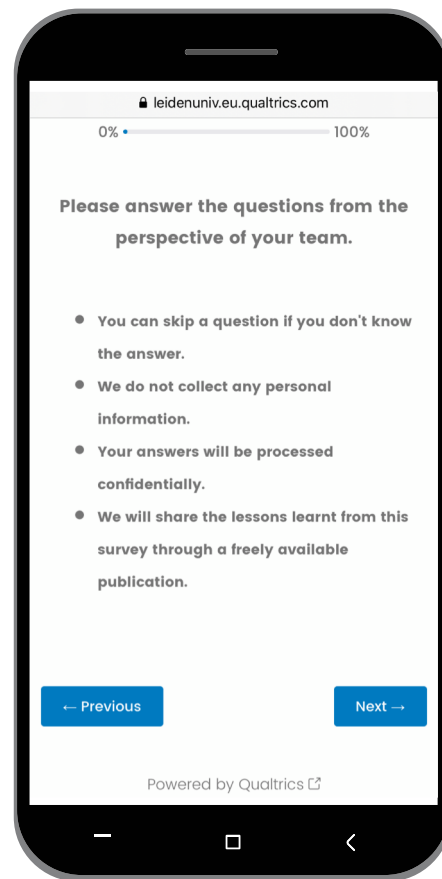 leidenuniv.eu.qualtrics.com
0% 100%
Please answer the questions from the
perspective of your team.
● You can skip a question if you don't know
the answer.
● We do not collect any personal
information.
● Your answers will be processed
confidentially.
● We will share the lessons learnt from this
survey through a freely available
publication.
← Previous Next →
Powered by Qualtrics